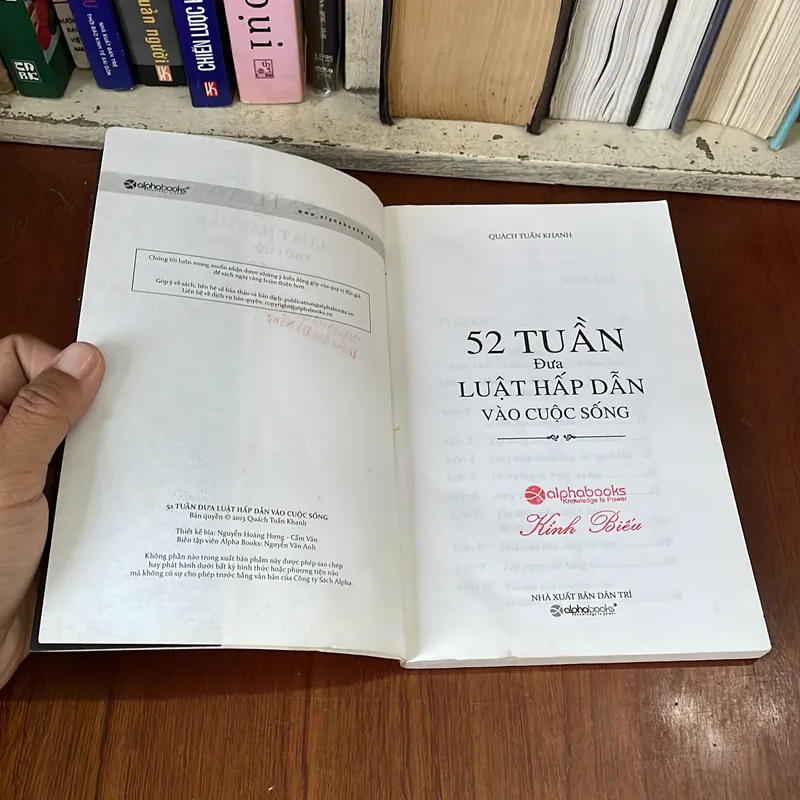 CHIẾN LƯỢC
alphabooks
www.alphabooks.vn
Chúng tôi luôn mong muốn nhận được những ý kiến đóng góp của quý vị độc giả
để sách ngày càng hoàn thiện hơn.
Góp ý về sách, liên hệ về bản thảo và bản dịch: publication@alphabooks.vn
Liên hệ về dịch vụ bản quyền: copyright@alphabooks.vn
52 TUẦN ĐƯA LUẬT HẤP DẪN VÀO CUỘC SỐNG
Bản quyền © 2013 Quách Tuấn Khanh
Thiết kế bìa: Nguyễn Hoàng Hưng - Cẩm Vân
Biên tập viên Alpha Books: Nguyễn Vân Anh
Không phần nào trong xuất bản phẩm này được phép sao chép
hay phát hành dưới bất kỳ hình thức hoặc phương tiện nào
mà không có sự cho phép trước bằng văn bản của Công ty Sách Alpha.
QUÁCH TUẤN KHANH
52 TUẦN
Đưa
LUẬT HẤP DẪN
VÀO CUỘC SỐNG
alphabooks
Knowledge Is Power
Kính Biếu
NHÀ XUẤT BẢN DÂN TRÍ
alphabooks
knowledge is power